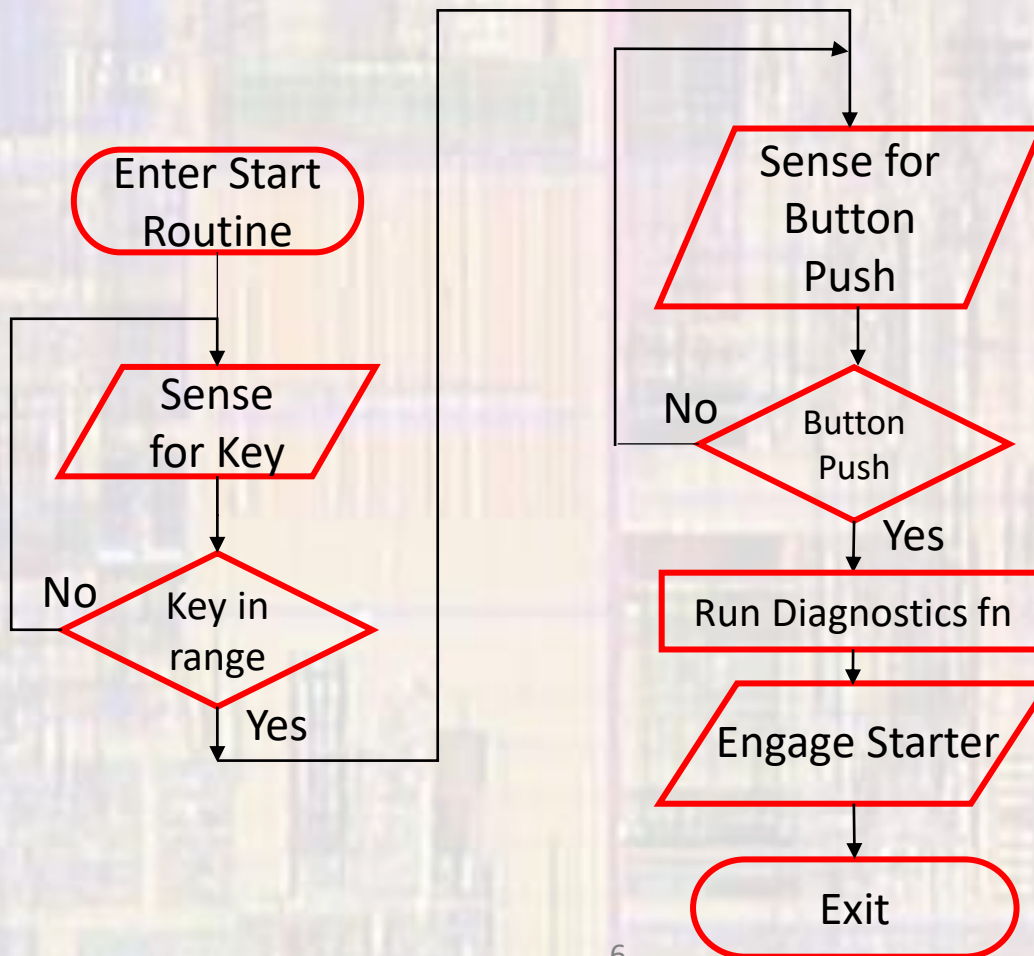 Enter Start
Routine
Sense
for Key
No
Key in
range
Yes
Sense for
Button
Push
No
Button
Push
Yes
Run Diagnostics fn
Engage Starter
Exit
6